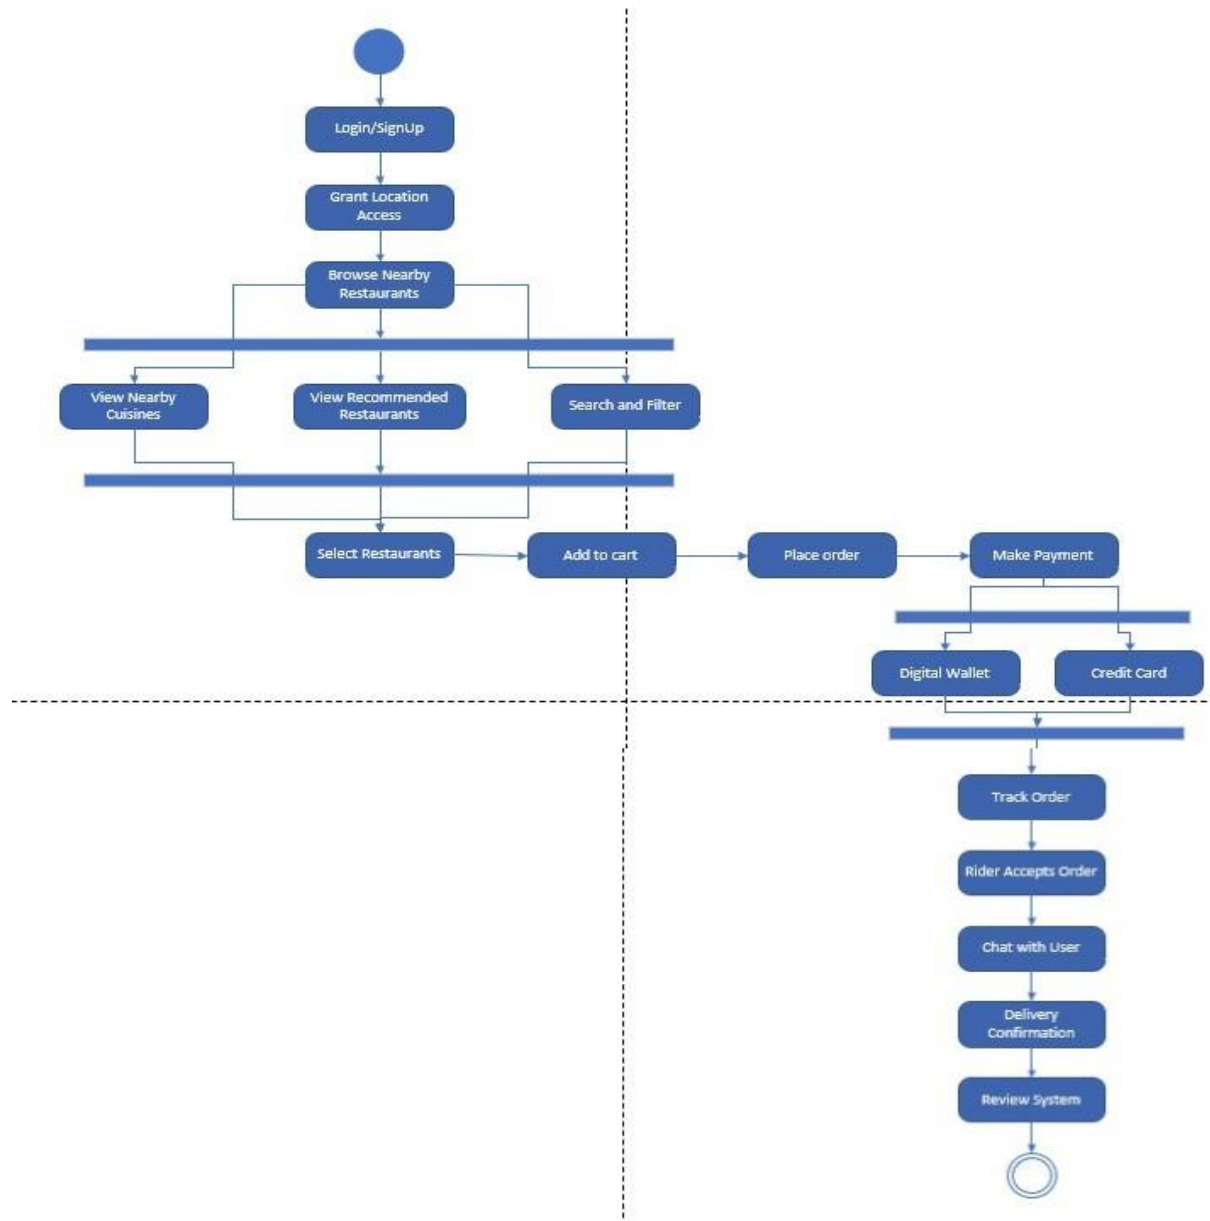 Login/SignUp
Grant Location
Access
Browse Nearby
Restaurants
View Nearby
Cuisines
View Recommended
Restaurants
Search and Filter
Select Restaurants
Add to cart
Place order
Make Payment
Digital Wallet
Credit Card
Track Order
Rider Accepts Order
Chat with User
Delivery
Confirmation
Review System